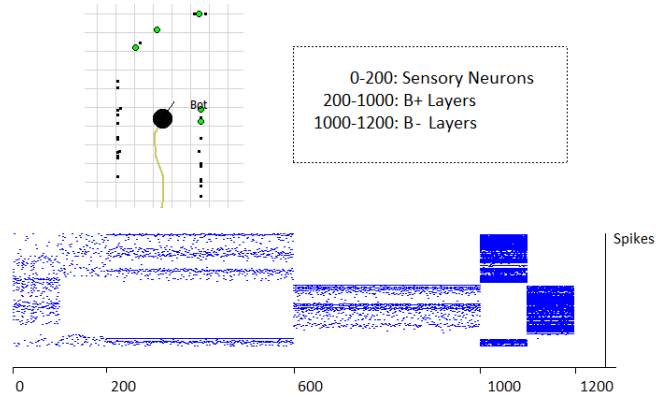 Bot
0-200: Sensory Neurons
200-1000: B+ Layers
1000-1200: B- Layers
Spikes
0 200 600 1000 1200